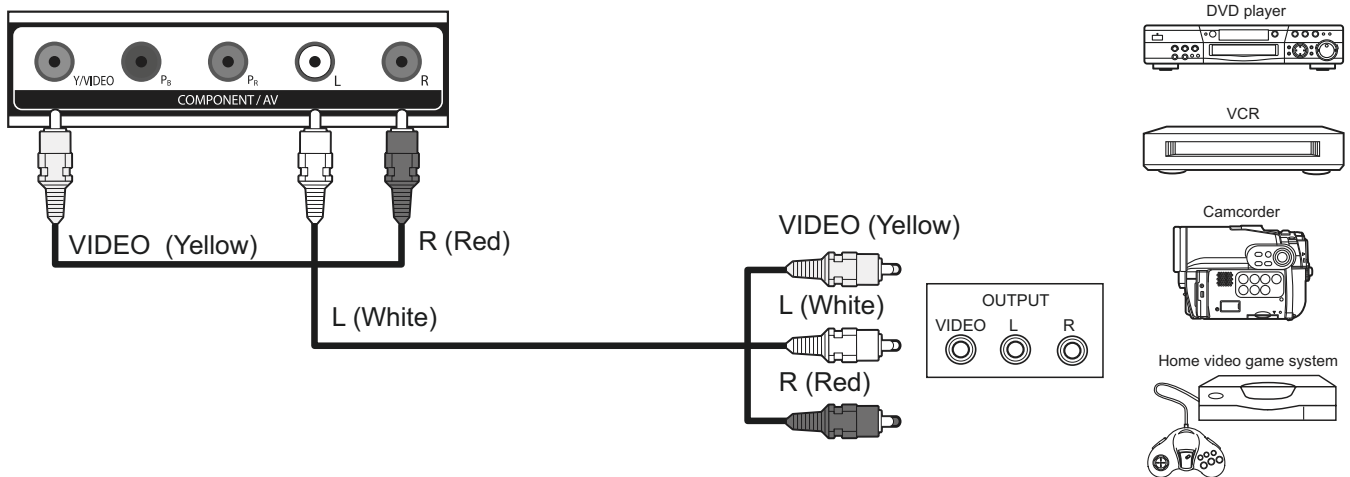 Y/VIDEO
PB
PR
L
R
COMPONENT / AV
VIDEO (Yellow)
R (Red)
L (White)
VIDEO (Yellow)
L (White)
R (Red)
OUTPUT
VIDEO L R
DVD player
VCR
Camcorder
Home video game system